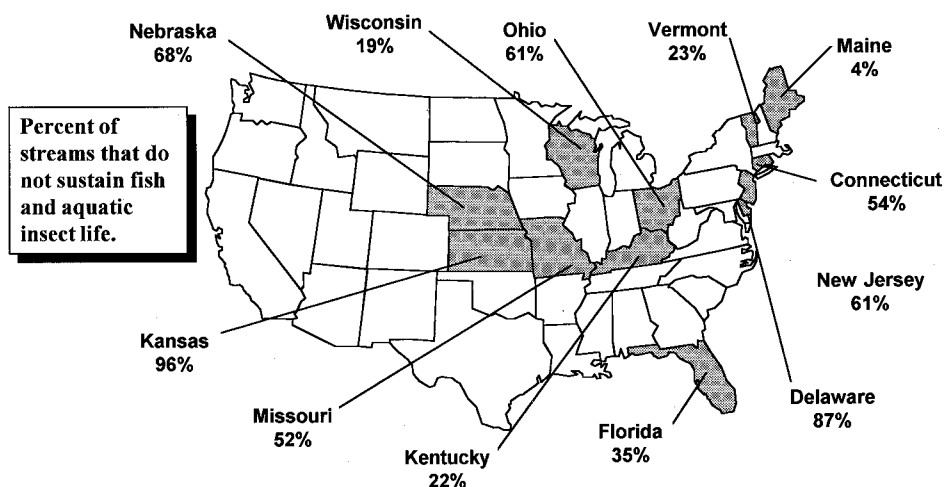 Nebraska
68%
Wisconsin
19%
Ohio
61%
Vermont
23%
Maine
4%
Percent of
streams that do
not sustain fish
and aquatic
insect life.
Connecticut
54%
New Jersey
61%
Kansas
96%
Missouri
52%
Kentucky
22%
Florida
35%
Delaware
87%